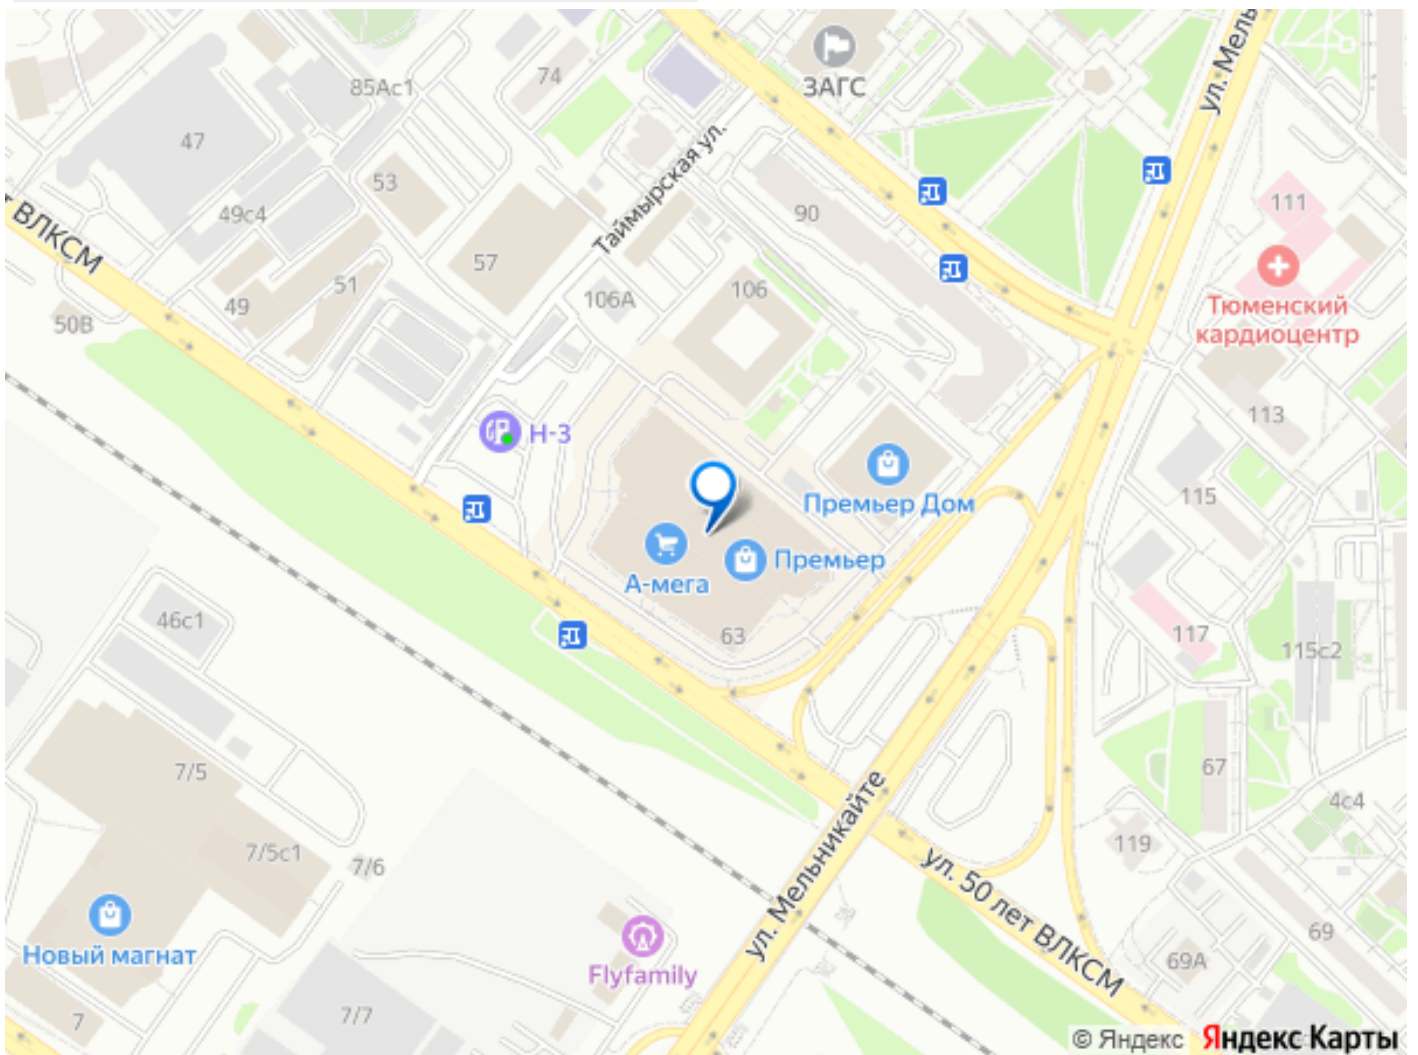 ул. Мель
ЗАГС
74
85Ас1
47
Таймырская ул.
53
111
90
49с4
т ВЛКСМ
57
51
106А
106
49
50В
Тюменский
кардиоцентр
113
Н-3
115
Премьер Дом
Премьер
А-мега
46с1
63
117
115с2
7/5
67
4с4
ул. Мельникайте
119
7/5с1
7/6
ул. 50 лет ВЛКСМ
69
Новый магнат
Flyfamily
69А
7
7/7
© Яндекс Яндекс Карты